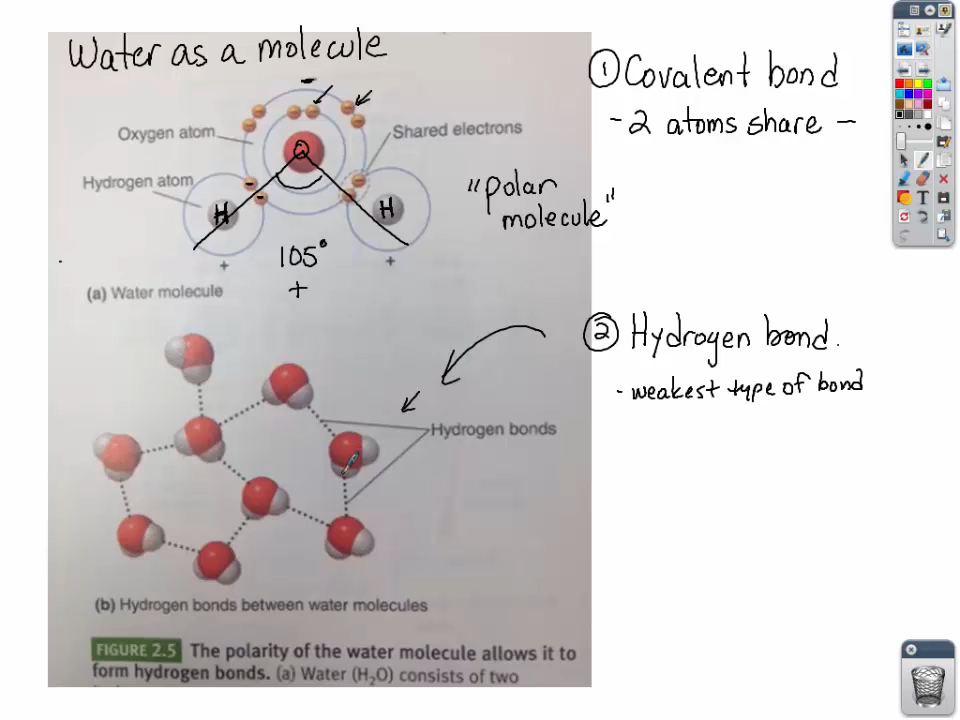 Water as a molecule
-
Oxygen atom
Shared electrons
Hydrogen atom
O
H
H
105°
+
+
+
"polar
molecule"
(a) Water molecule
① Covalent bond
- 2 atoms share -
② Hydrogen bond.
- weakest type of bond
Hydrogen bonds
(b) Hydrogen bonds between water molecules
FIGURE 2.5 The polarity of the water molecule allows it to
form hydrogen bonds. (a) Water (H₂O) consists of two